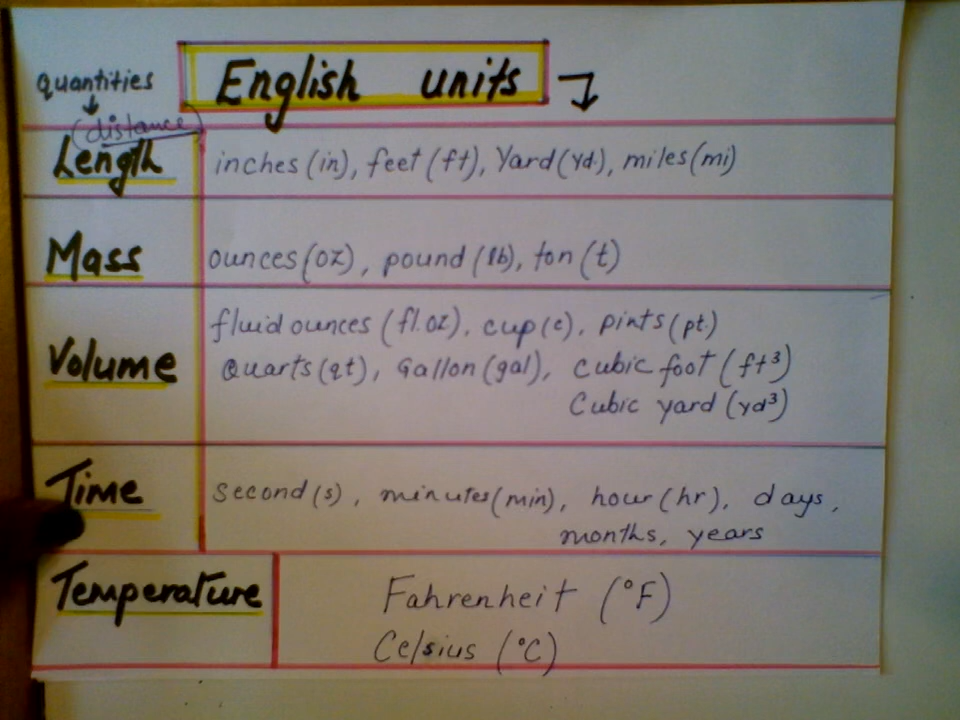 English units
quantities
(distance)
Length inches (in), feet (ft), Yard (yd.), miles (mi)
Mass ounces (oz), pound (lb), ton (t)
fluid ounces (fl.oz), cup (c), pints (pt.)
Volume Quarts (qt), Gallon (gal), Cubic foot (ft³)
Cubic yard (yd³)
Time second (s), minutes (min), hour (hr), days,
months, years
Temperature Fahrenheit (°F)
Celsius (°C)